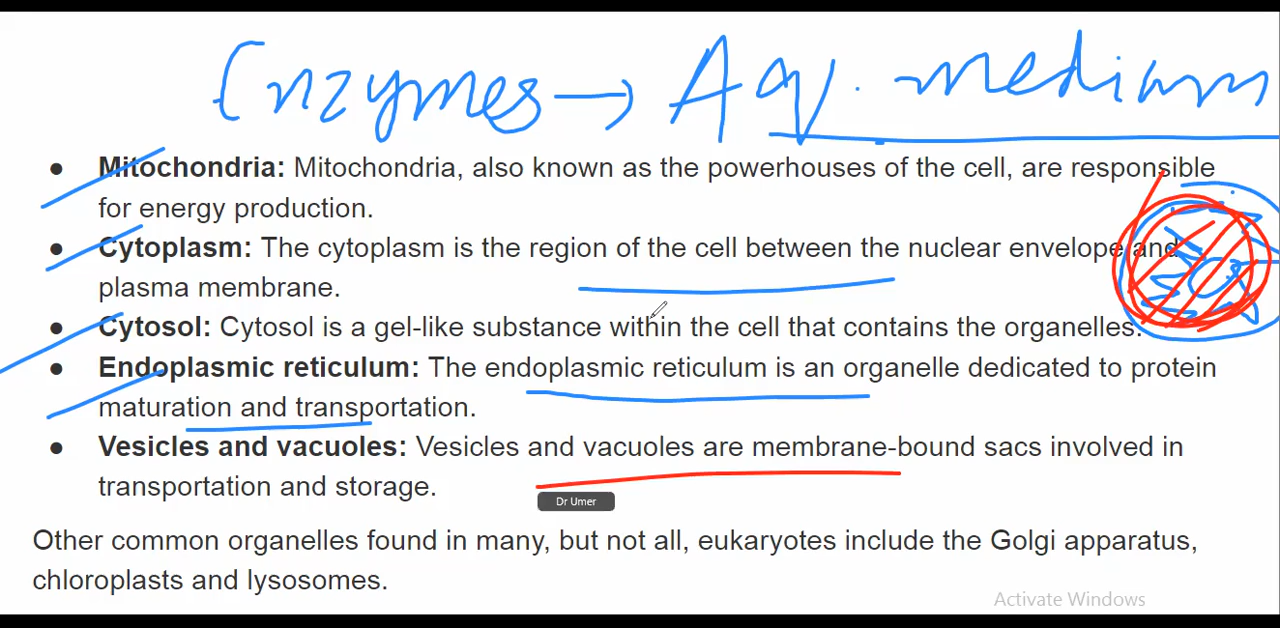 Enzymes → Aq. medium
● Mitochondria: Mitochondria, also known as the powerhouses of the cell, are responsible
for energy production.
● Cytoplasm: The cytoplasm is the region of the cell between the nuclear envelope and
plasma membrane.
● Cytosol: Cytosol is a gel-like substance within the cell that contains the organelles.
● Endoplasmic reticulum: The endoplasmic reticulum is an organelle dedicated to protein
maturation and transportation.
● Vesicles and vacuoles: Vesicles and vacuoles are membrane-bound sacs involved in
transportation and storage.
Dr Umer
Other common organelles found in many, but not all, eukaryotes include the Golgi apparatus,
chloroplasts and lysosomes.
Activate Windows